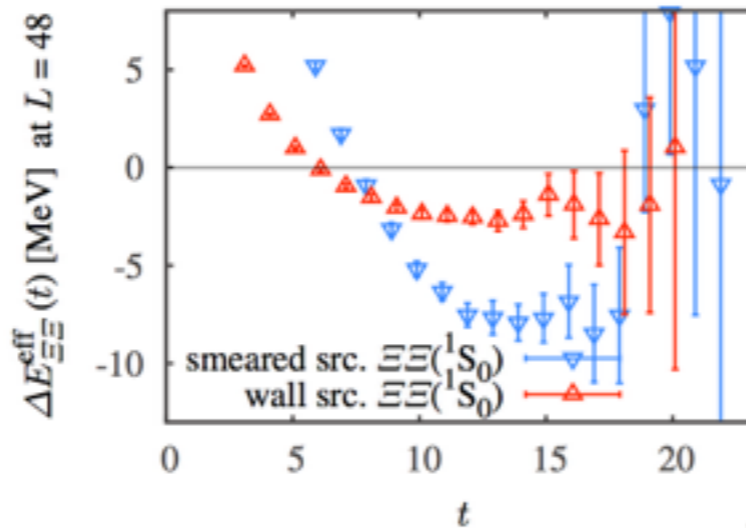 ΔE^eff_ΞΞ(t) [MeV] at L = 48
5
0
-5
-10
smeared src. ΞΞ(¹S₀)
wall src. ΞΞ(¹S₀)
0 5 10 15 20
t